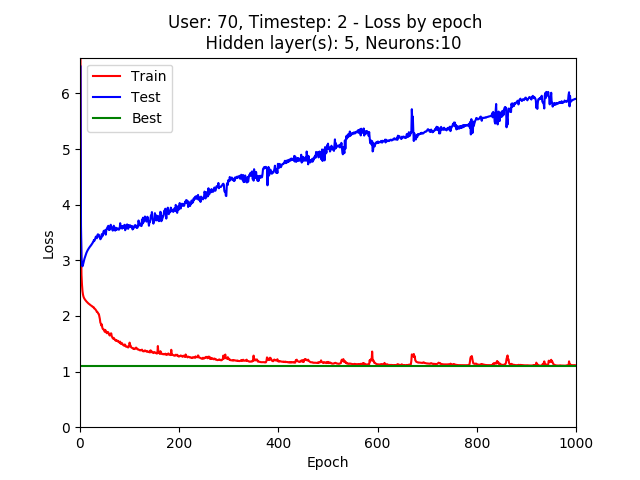 User: 70, Timestep: 2 - Loss by epoch
Hidden layer(s): 5, Neurons:10
Train
Test
Best
6
5
4
3
2
1
0
Loss
0 200 400 600 800 1000
Epoch